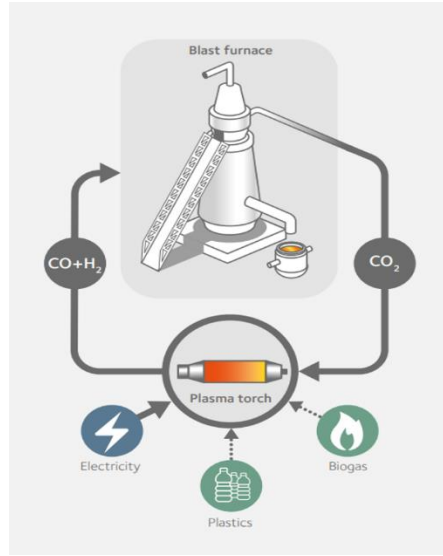 Blast furnace
CO+H₂
CO₂
Plasma torch
Electricity
Biogas
Plastics